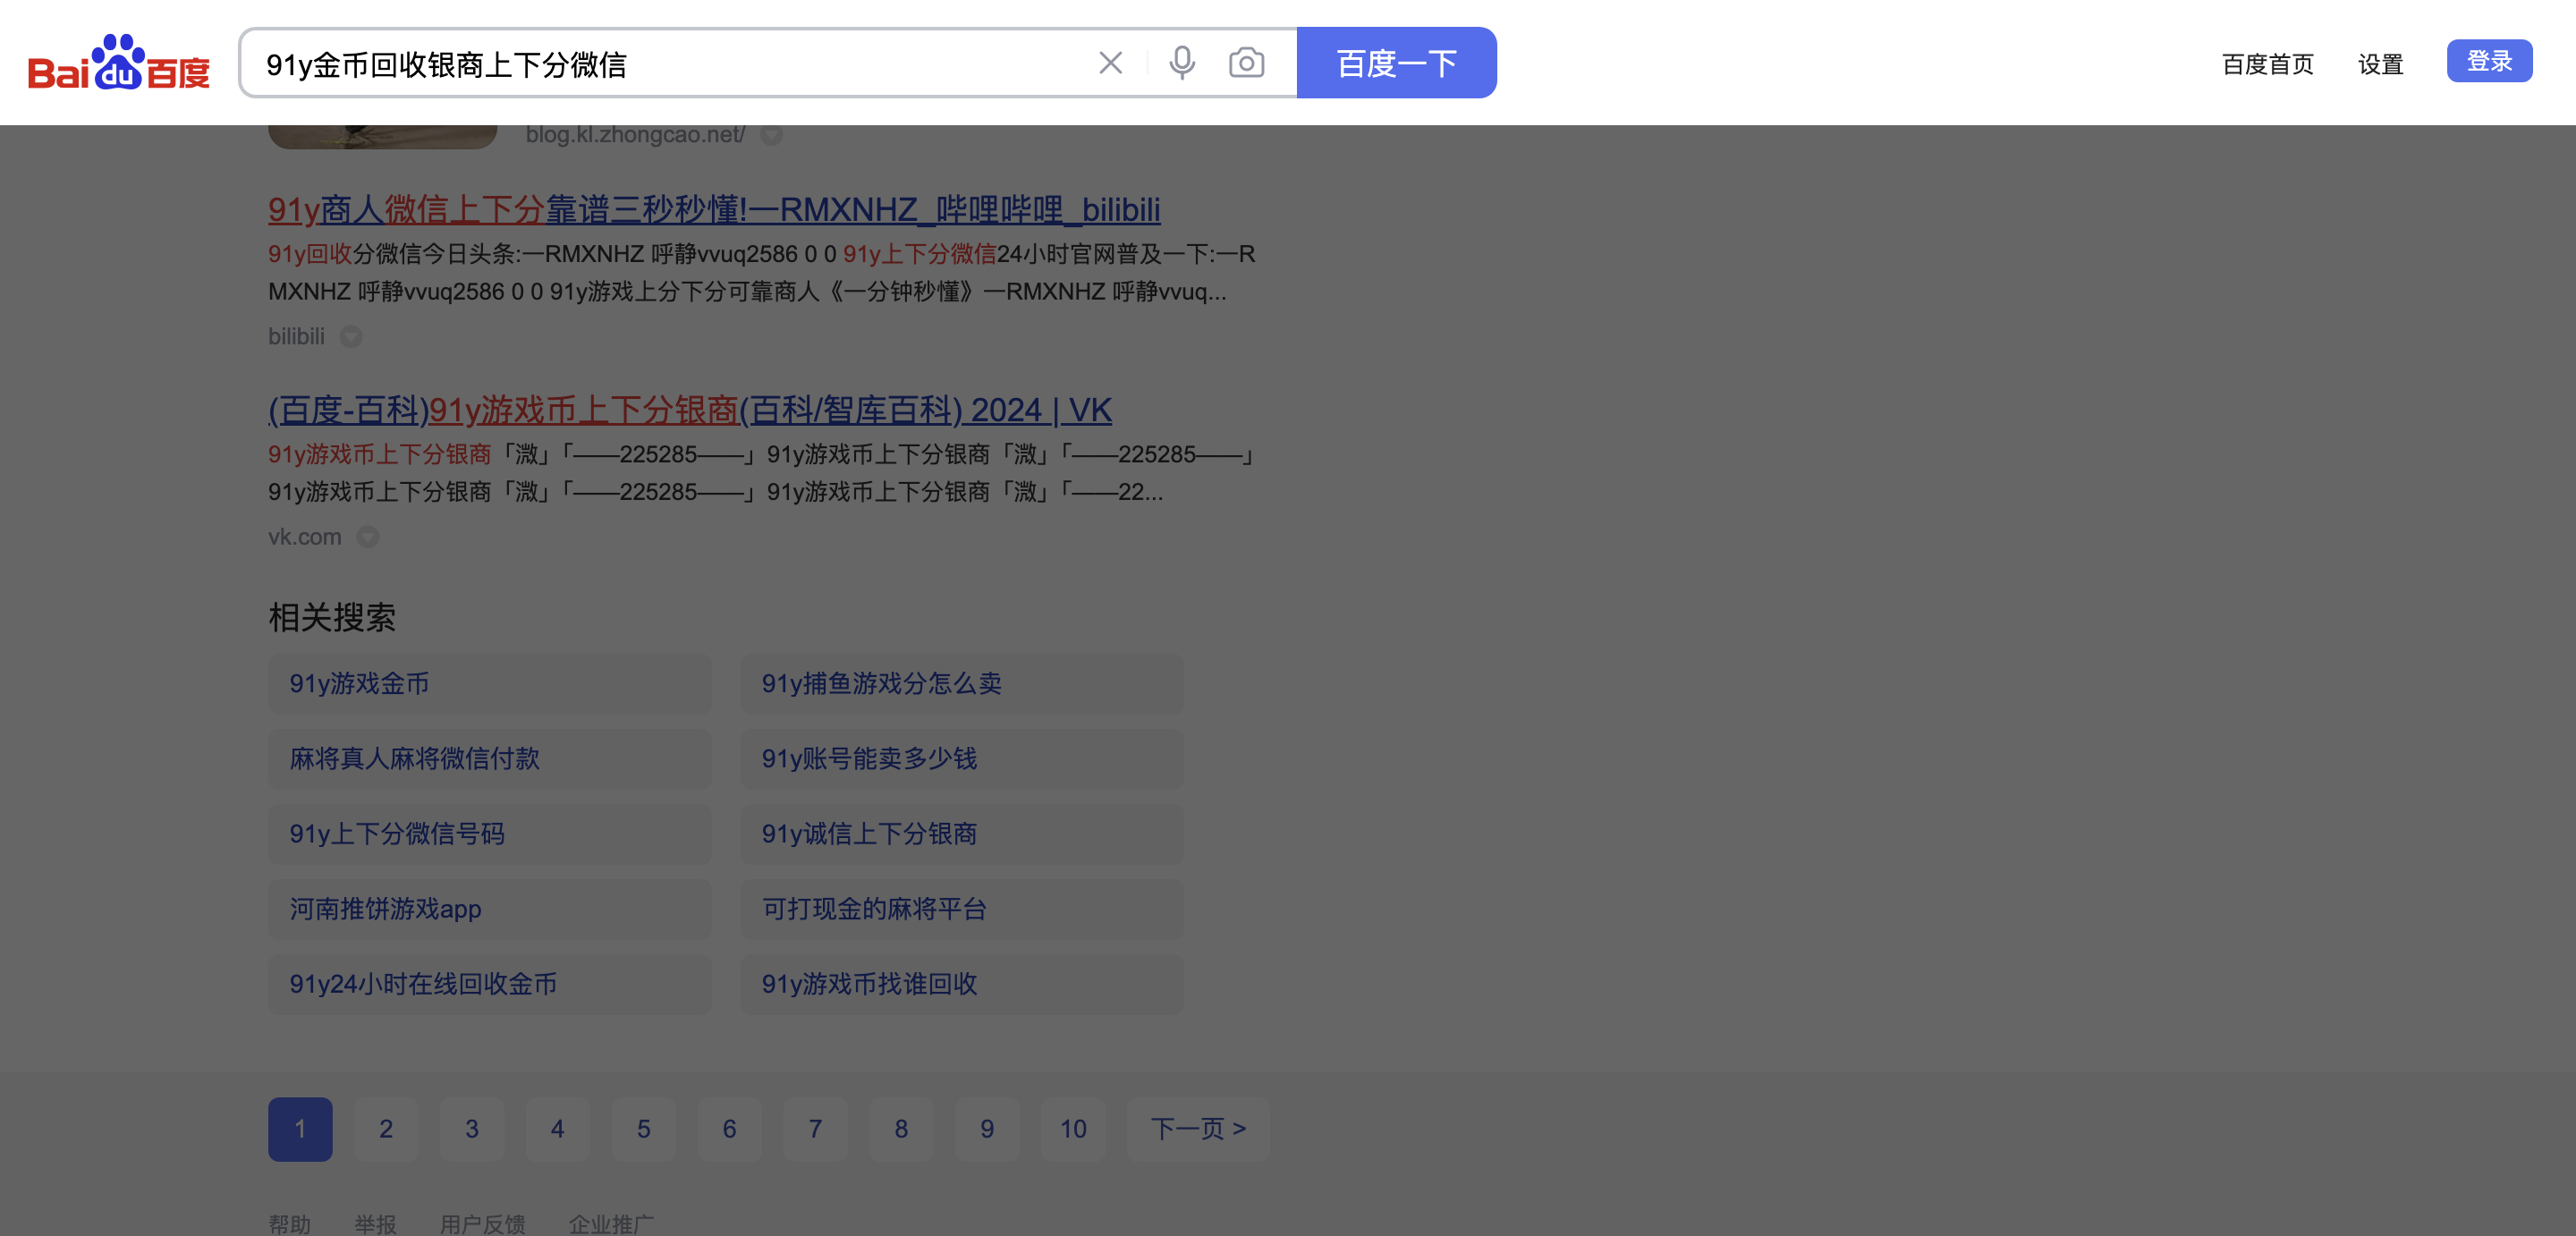 Bai du 百度
91y金币回收银商上下分微信
百度一下
百度首页
设置
登录
blog.kl.zhongcao.net/
91y商人微信上下分靠谱三秒秒懂!一RMXNHZ_哔哩哔哩_bilibili
91y回收分微信今日头条:一RMXNHZ 呼静vvuq2586 0 0 91y上下分微信24小时官网普及一下:一R
MXNHZ 呼静vvuq2586 0 0 91y游戏上分下分可靠商人《一分钟秒懂》一RMXNHZ 呼静vvuq...
bilibili
(百度-百科)91y游戏币上下分银商(百科/智库百科) 2024 | VK
91y游戏币上下分银商「溦」「——225285——」91y游戏币上下分银商「溦」「——225285——」
91y游戏币上下分银商「溦」「——225285——」91y游戏币上下分银商「溦」「——22...
vk.com
相关搜索
91y游戏金币
91y捕鱼游戏分怎么卖
麻将真人麻将微信付款
91y账号能卖多少钱
91y上下分微信号码
91y诚信上下分银商
河南推饼游戏app
可打现金的麻将平台
91y24小时在线回收金币
91y游戏币找谁回收
1 2 3 4 5 6 7 8 9 10 下一页 >
帮助 举报 用户反馈 企业推广